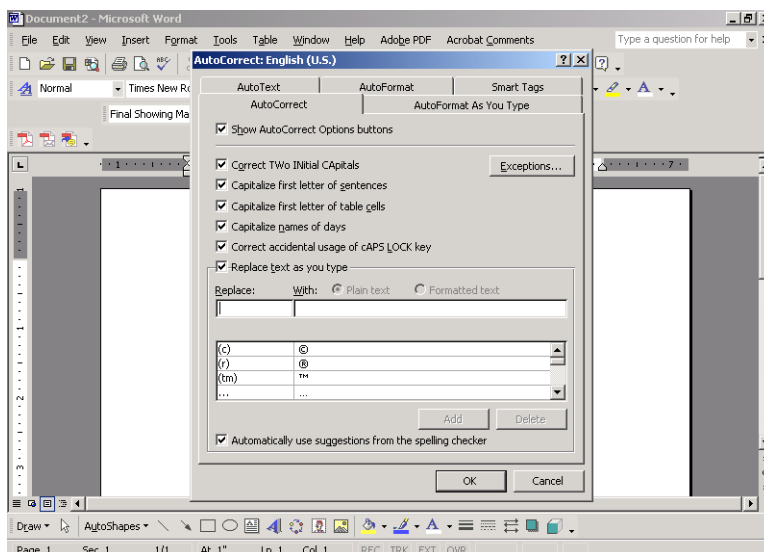 Document2 - Microsoft Word
File Edit View Insert Format Tools Table Window Help Adobe PDF Acrobat Comments Type a question for help
AutoCorrect: English (U.S.)
Normal Times New Ro
AutoText AutoFormat Smart Tags
AutoCorrect AutoFormat As You Type
Final Showing Ma
Show AutoCorrect Options buttons
Correct TWo INitial CApitals Exceptions...
Capitalize first letter of sentences
Capitalize first letter of table cells
Capitalize names of days
Correct accidental usage of cAPS LOCK key
Replace text as you type
Replace: With: Plain text Formatted text
(c) ©
(r) ®
(tm) ™
... …
Add Delete
Automatically use suggestions from the spelling checker
OK Cancel
Draw AutoShapes
Page 1 Sec 1 1/1 At 1" Ln 1 Col 1 REC TRK EXT OVR